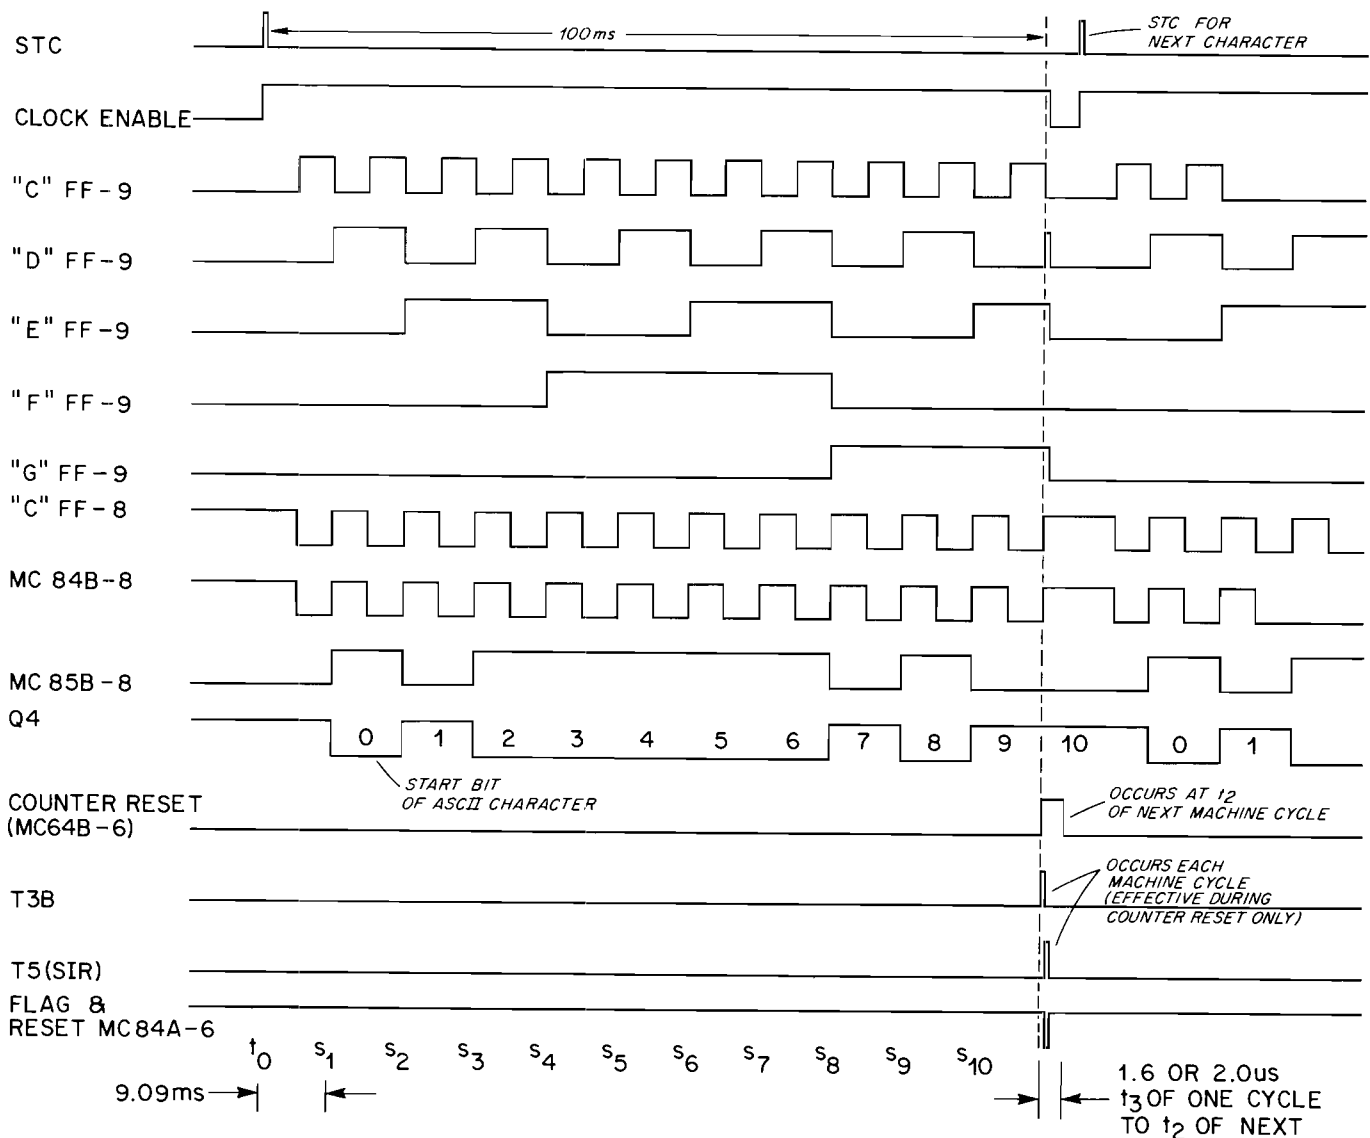 STC
100ms
STC FOR
NEXT CHARACTER
CLOCK ENABLE
"C" FF-9
"D" FF-9
"E" FF-9
"F" FF-9
"G" FF-9
"C" FF-8
MC 84B-8
MC 85B-8
Q4
0 1 2 3 4 5 6 7 8 9 10 0 1
START BIT
OF ASCII CHARACTER
COUNTER RESET
(MC64B-6)
OCCURS AT t2
OF NEXT MACHINE CYCLE
T3B
OCCURS EACH
MACHINE CYCLE
(EFFECTIVE DURING
COUNTER RESET ONLY)
T5(SIR)
FLAG &
RESET MC84A-6
t0 s1 s2 s3 s4 s5 s6 s7 s8 s9 s10
9.09ms
1.6 OR 2.0us
t3 OF ONE CYCLE
TO t2 OF NEXT